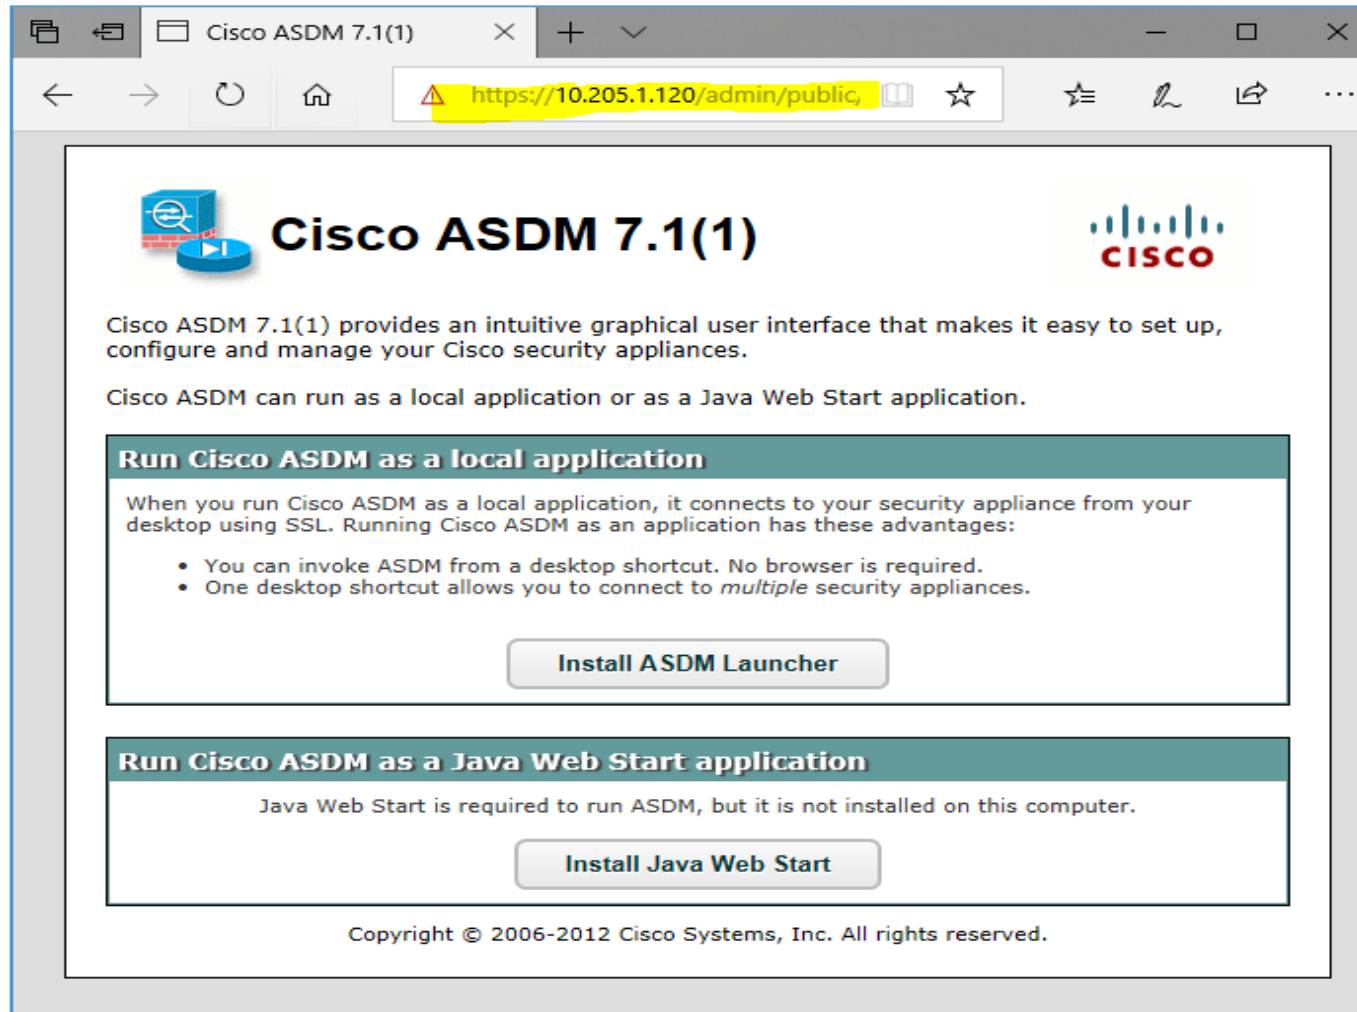 Cisco ASDM 7.1(1)
https://10.205.1.120/admin/public,
Cisco ASDM 7.1(1)
CISCO
Cisco ASDM 7.1(1) provides an intuitive graphical user interface that makes it easy to set up,
configure and manage your Cisco security appliances.
Cisco ASDM can run as a local application or as a Java Web Start application.
Run Cisco ASDM as a local application
When you run Cisco ASDM as a local application, it connects to your security appliance from your
desktop using SSL. Running Cisco ASDM as an application has these advantages:
• You can invoke ASDM from a desktop shortcut. No browser is required.
• One desktop shortcut allows you to connect to multiple security appliances.
Install ASDM Launcher
Run Cisco ASDM as a Java Web Start application
Java Web Start is required to run ASDM, but it is not installed on this computer.
Install Java Web Start
Copyright © 2006-2012 Cisco Systems, Inc. All rights reserved.